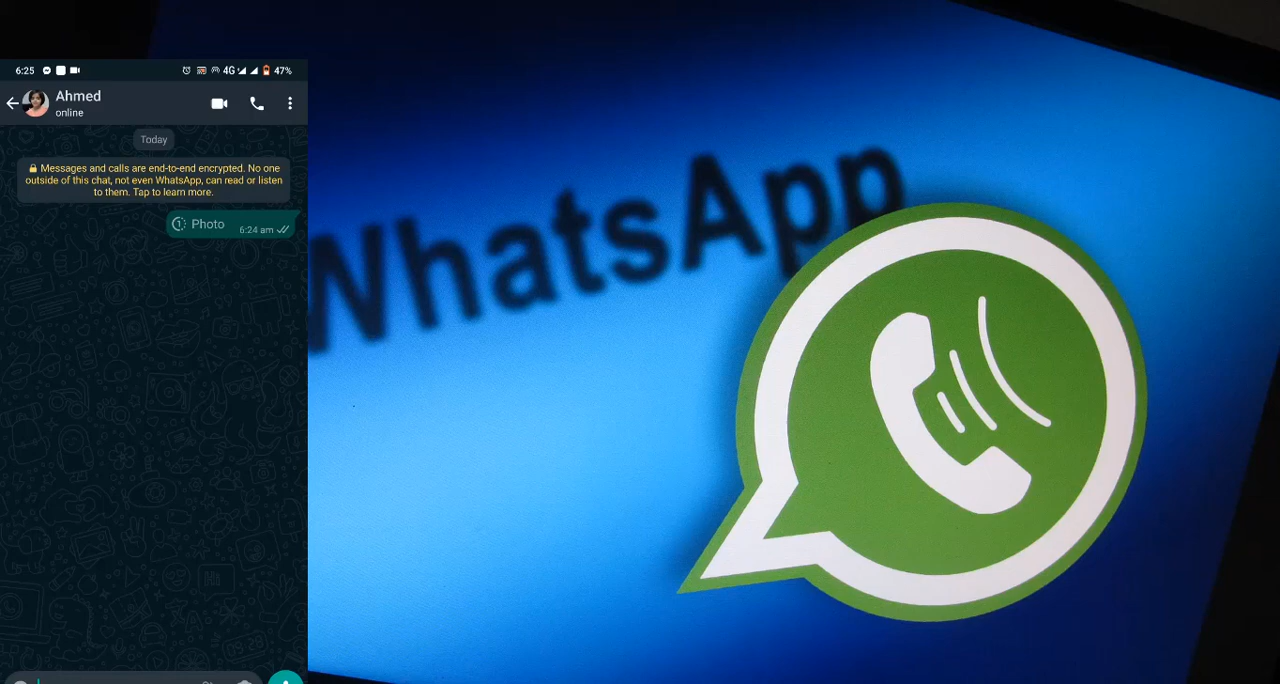 6:25
4G
47%
Ahmed
online
Today
Messages and calls are end-to-end encrypted. No one
outside of this chat, not even WhatsApp, can read or listen
to them. Tap to learn more.
1 Photo
6:24 am
WhatsApp